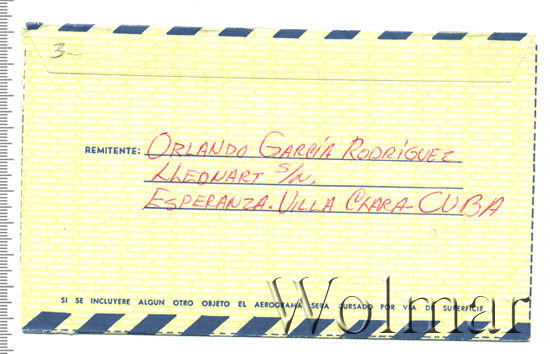 3-
REMITENTE: ORLANDO GARCÍA RODRÍGUEZ
LLEONART S/N,
ESPERANZA. VILLA CLARA - CUBA
SI SE INCLUYERE ALGUN OTRO OBJETO EL AEROGRAMA SERA CURSADO POR VIA DE SUPERFICIE.
Wolmar